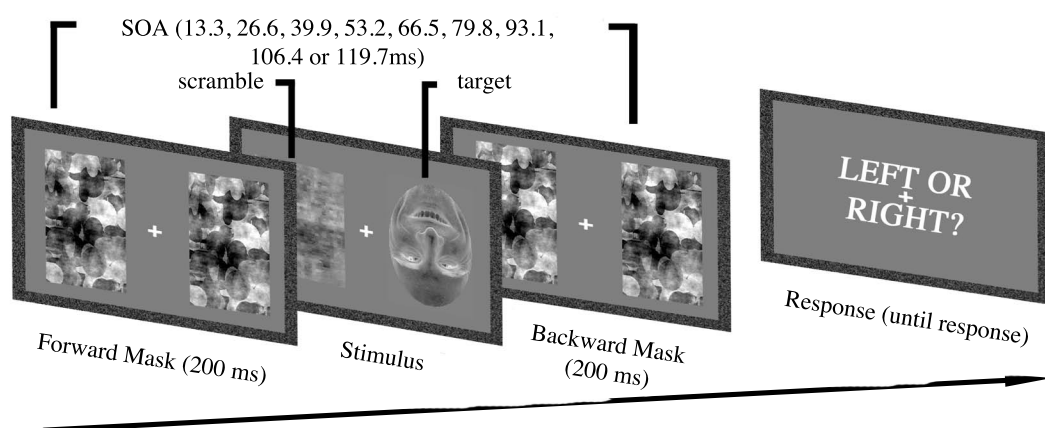 SOA (13.3, 26.6, 39.9, 53.2, 66.5, 79.8, 93.1,
106.4 or 119.7ms)
scramble
target
LEFT OR
RIGHT?
Forward Mask (200 ms)
Stimulus
Backward Mask
(200 ms)
Response (until response)